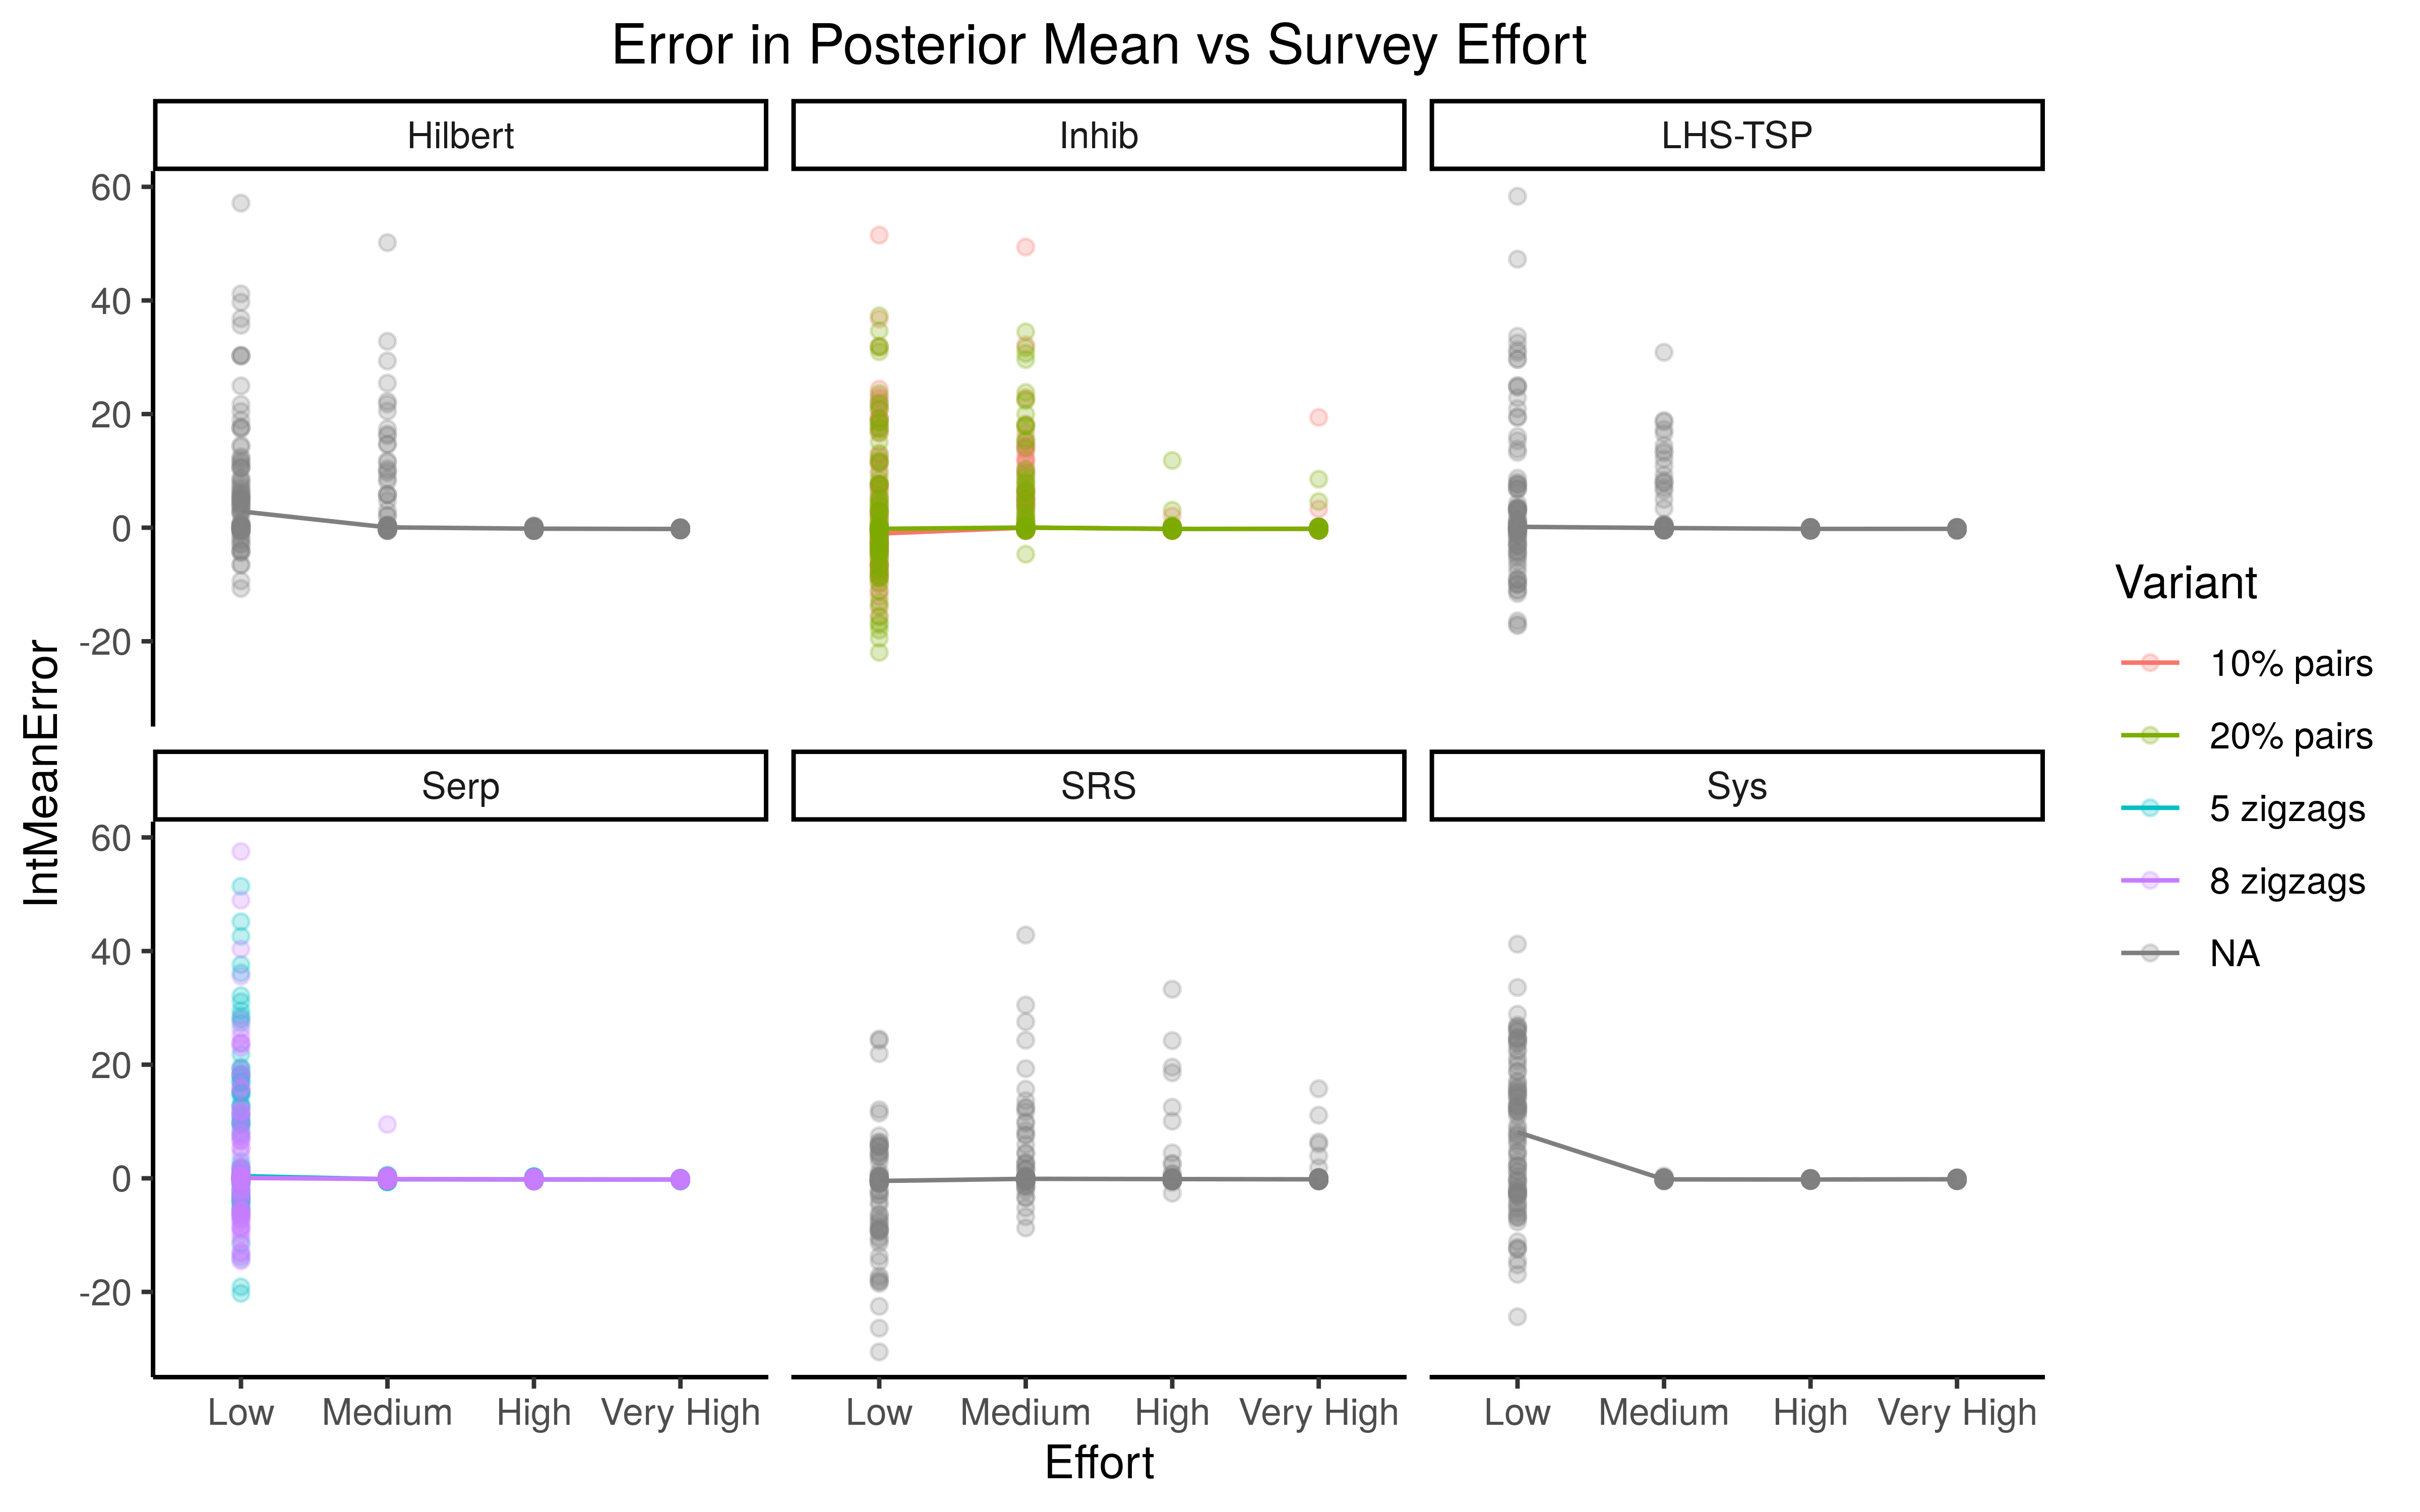 Error in Posterior Mean vs Survey Effort
Hilbert
Inhib
LHS-TSP
60
40
20
0
-20
IntMeanError
Serp
SRS
Sys
60
40
20
0
-20
Low Medium High Very High
Low Medium High Very High
Low Medium High Very High
Effort
Variant
10% pairs
20% pairs
5 zigzags
8 zigzags
NA